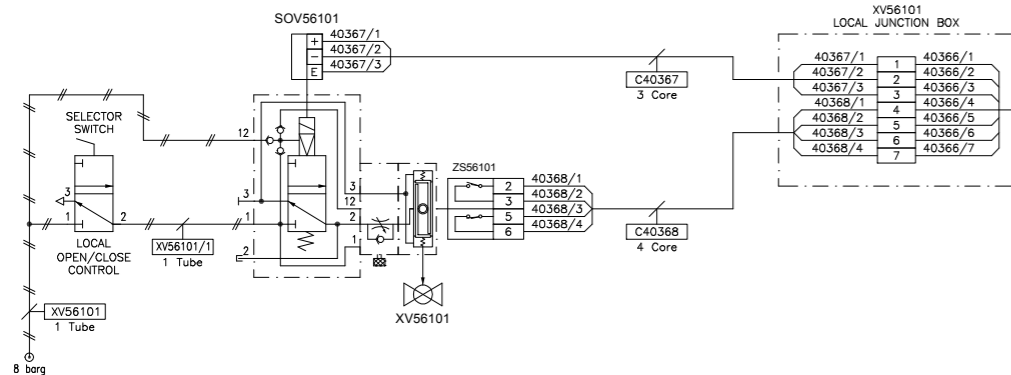 SOV56101
+
-
E
40367/1
40367/2
40367/3
C40367
3 Core
XV56101
LOCAL JUNCTION BOX
40367/1
40367/2
40367/3
40368/1
40368/2
40368/3
40368/4
1
2
3
4
5
6
7
40366/1
40366/2
40366/3
40366/4
40366/5
40366/6
40366/7
SELECTOR
SWITCH
3
1
2
LOCAL
OPEN/CLOSE
CONTROL
XV56101/1
1 Tube
XV56101
1 Tube
8 barg
12
3
1
2
3
12
2
1
ZS56101
2
3
5
6
40368/1
40368/2
40368/3
40368/4
C40368
4 Core
XV56101